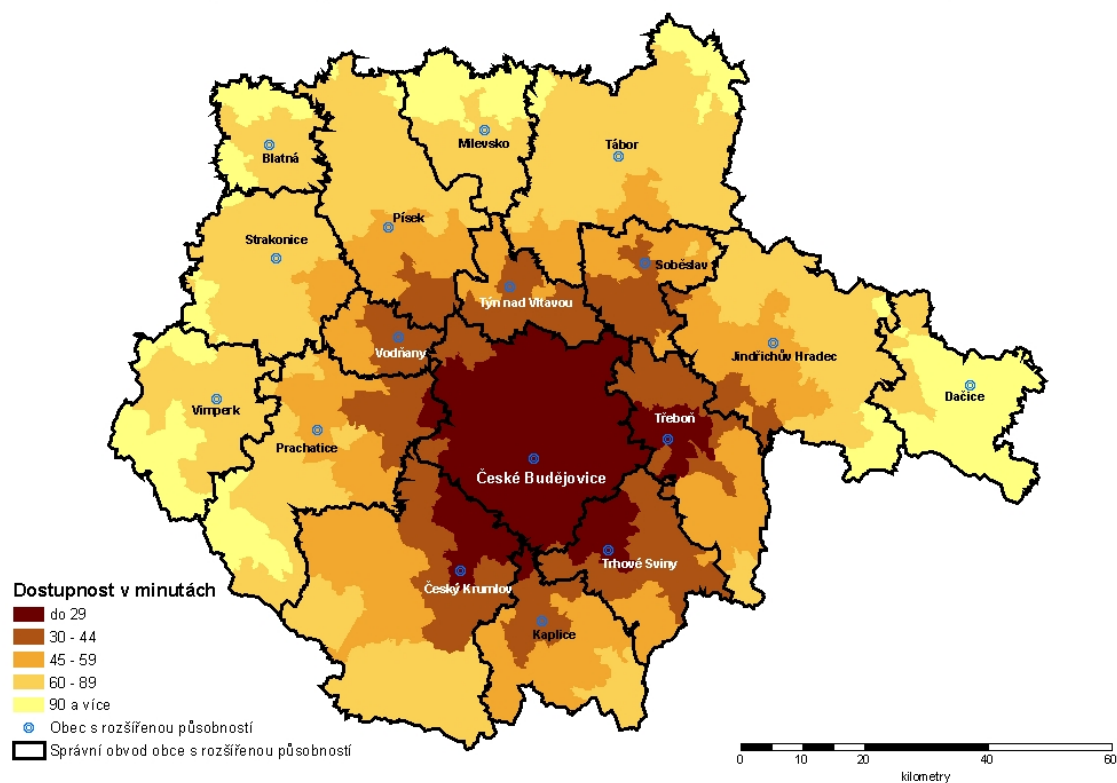 Milevsko
Tábor
Blatná
Písek
Strakonice
Soběslav
Týn nad Vltavou
Vodňany
Jindřichův Hradec
Dačice
Vimperk
Třeboň
Prachatice
České Budějovice
Trhové Sviny
Český Krumlov
Kaplice
Dostupnost v minutách
do 29
30 - 44
45 - 59
60 - 89
90 a více
Obec s rozšířenou působností
Správní obvod obce s rozšířenou působností
0 20 40 60
kilometry